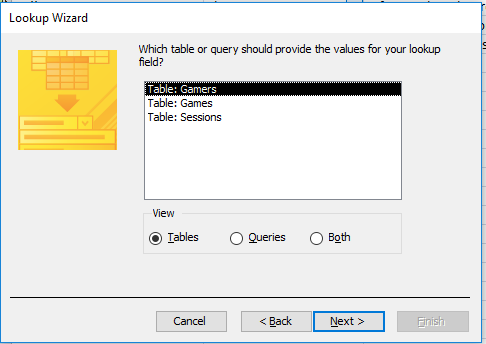 Lookup Wizard
Which table or query should provide the values for your lookup
field?
Table: Gamers
Table: Games
Table: Sessions
View
Tables Queries Both
Cancel < Back Next > Finish